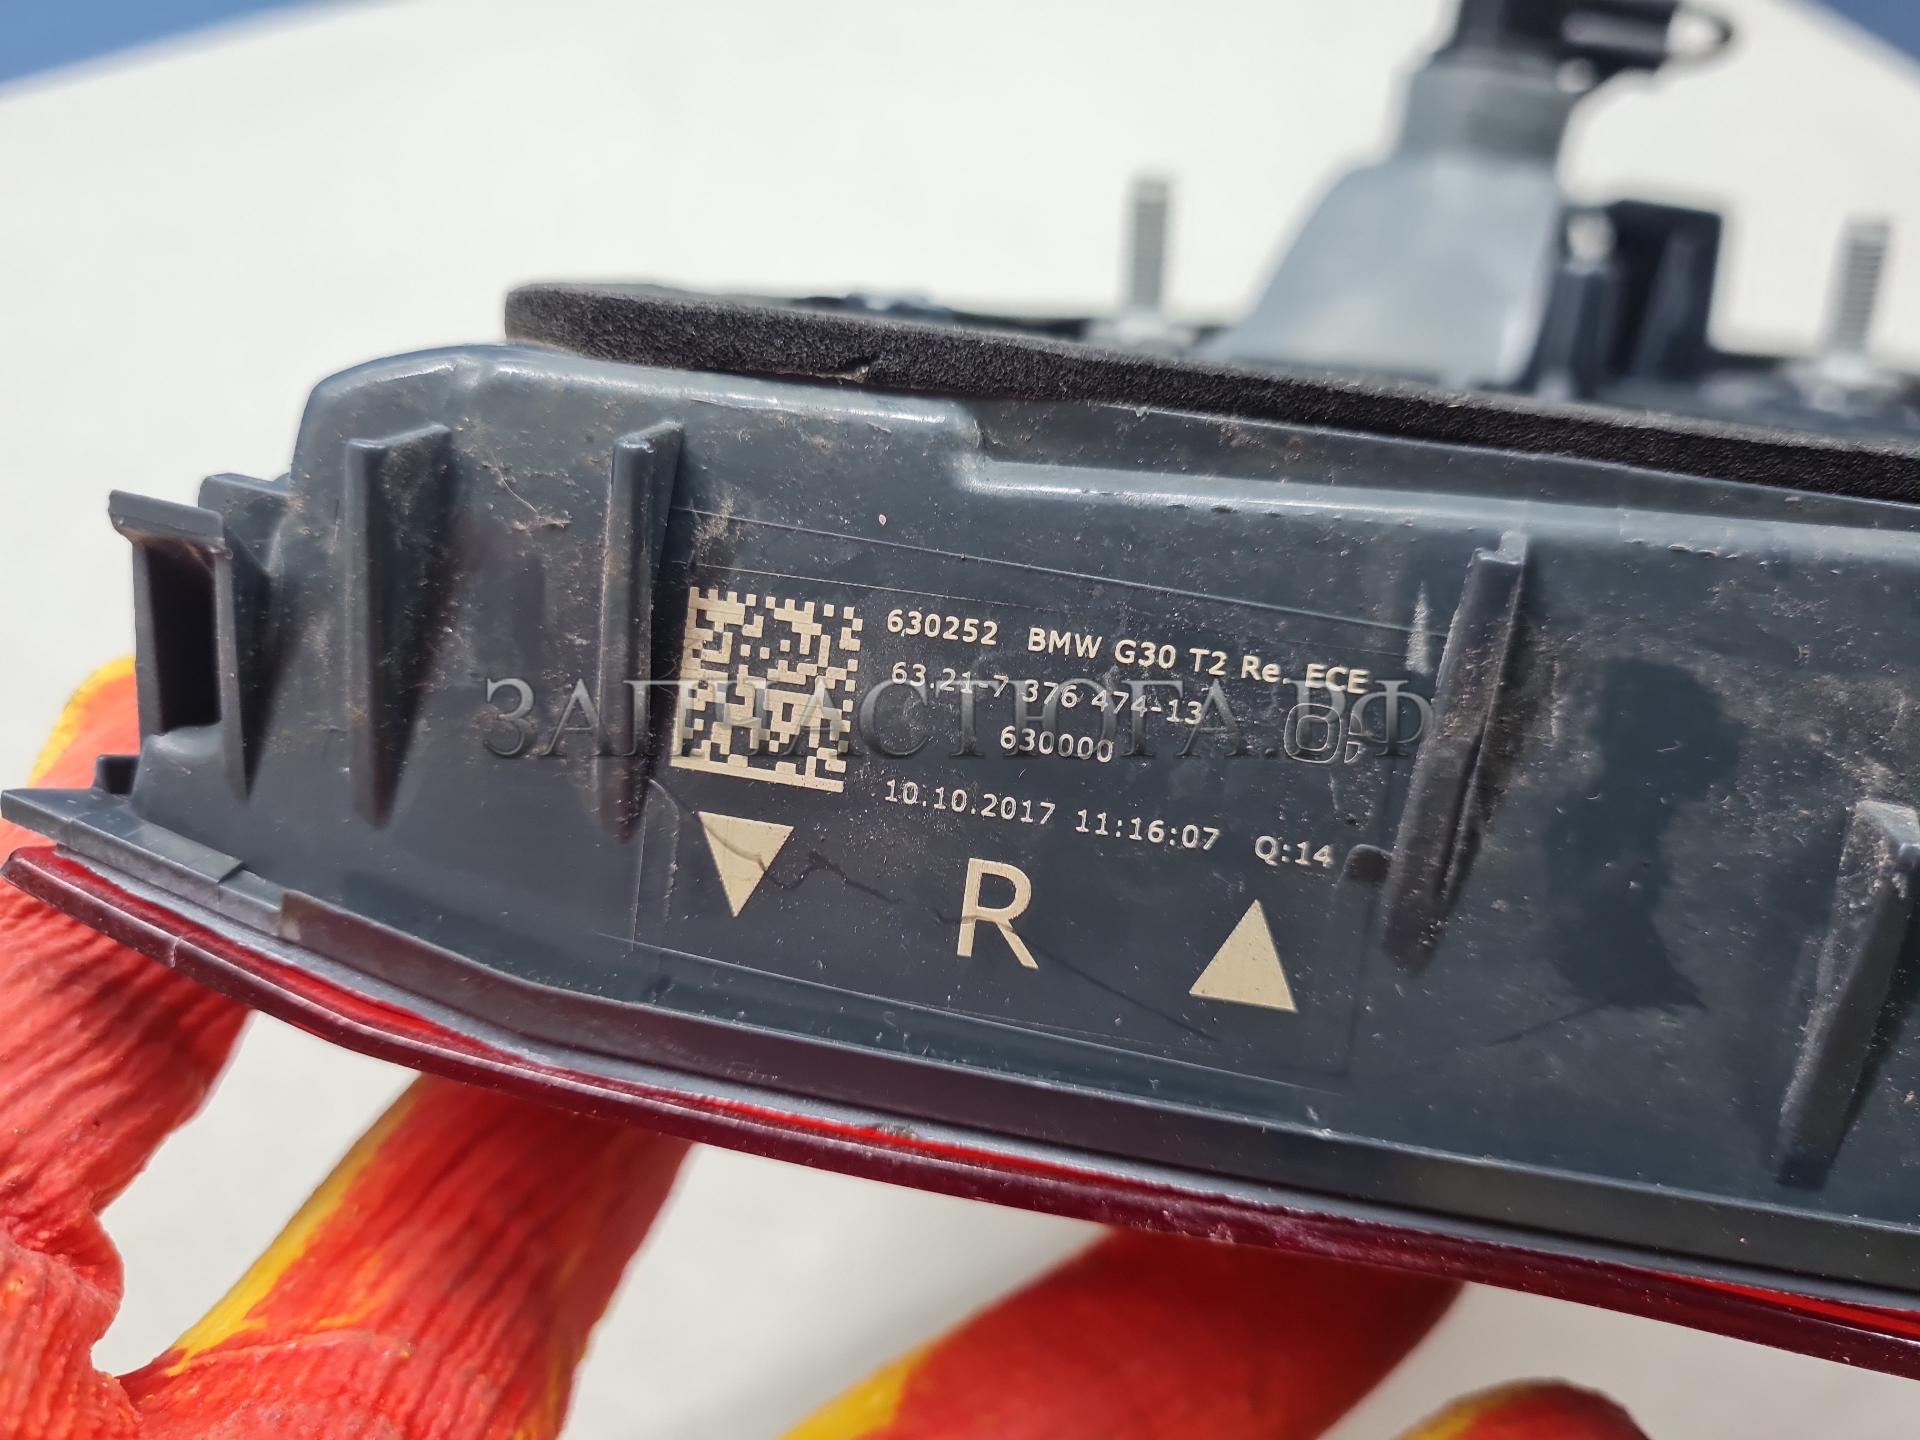 630252 BMW G30 T2 Re. ECE
63.21-7 376 474-13
ЗАПЧАСТЮГА.РФ
630000
10.10.2017 11:16:07 Q:14
R